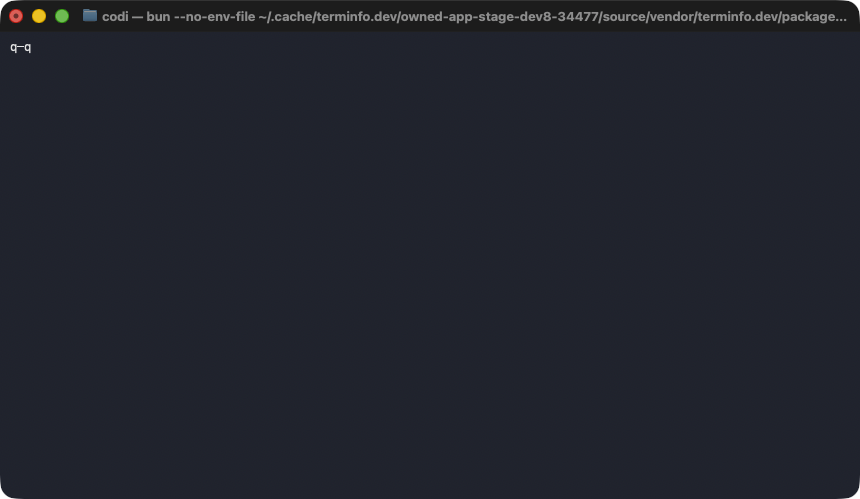 codi — bun --no-env-file ~/.cache/terminfo.dev/owned-app-stage-dev8-34477/source/vendor/terminfo.dev/package...
q─q